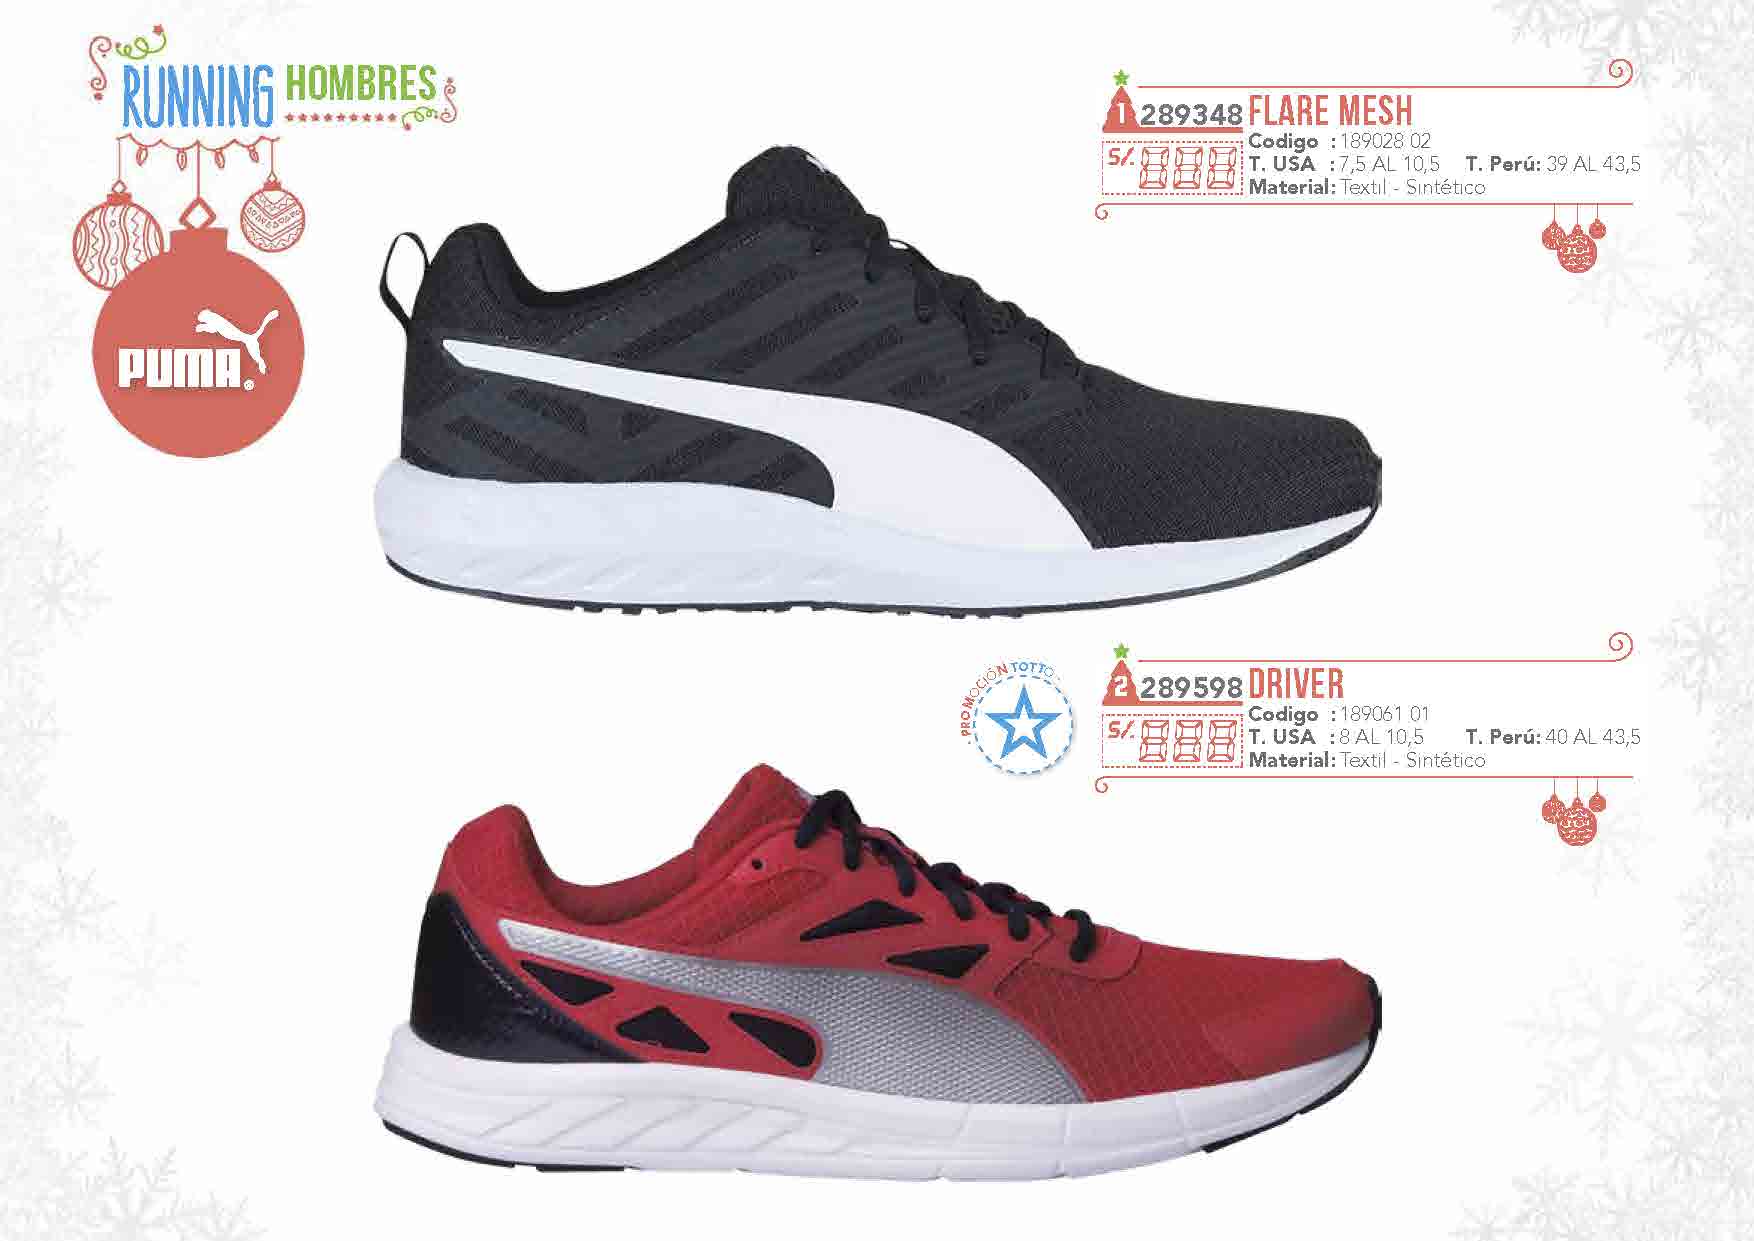 RUNNING HOMBRES
PUMA®
1 289348 FLARE MESH
Codigo : 189028 02
S/. 888
T. USA : 7,5 AL 10,5 T. Perú: 39 AL 43,5
Material: Textil - Sintético
· PROMOCIÓN TOTTO ·
2 289598 DRIVER
Codigo : 189061 01
S/. 888
T. USA : 8 AL 10,5 T. Perú: 40 AL 43,5
Material: Textil - Sintético